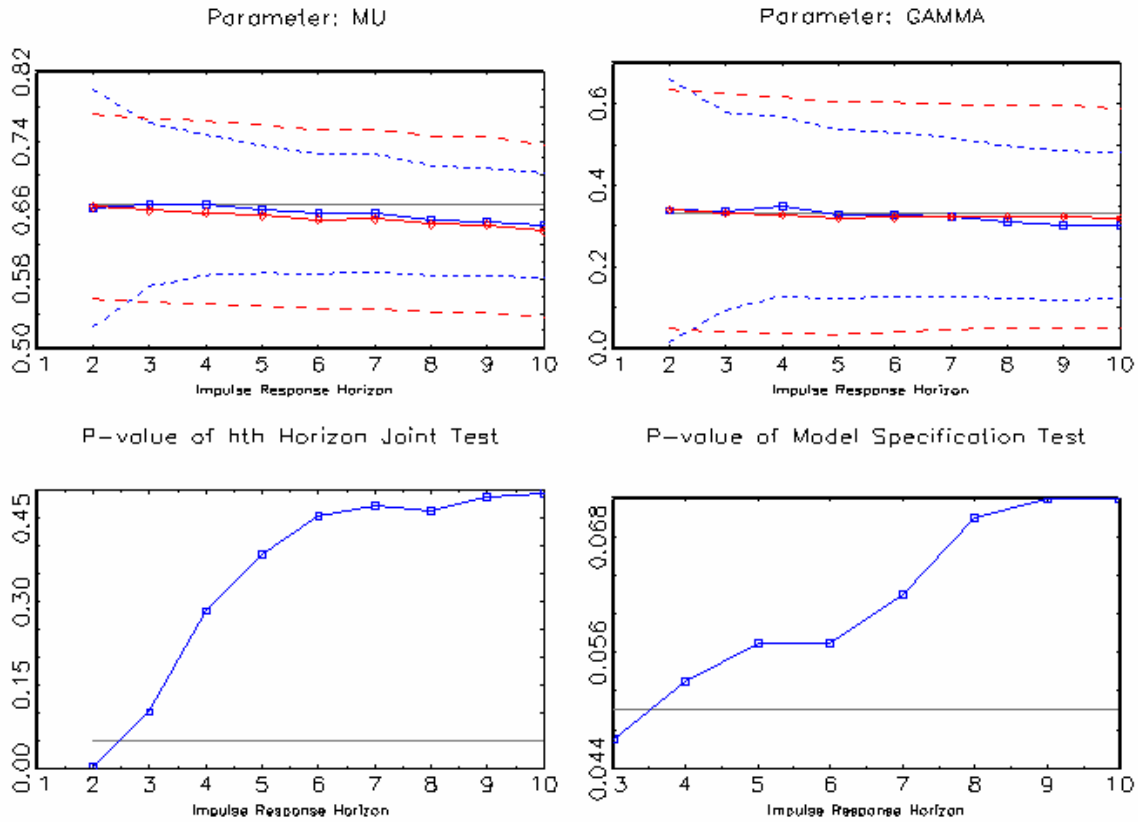 Parameter: MU
0.82
0.74
0.66
0.58
0.50
1 2 3 4 5 6 7 8 9 10
Impulse Response Horizon
Parameter: GAMMA
0.6
0.4
0.2
0.0
1 2 3 4 5 6 7 8 9 10
Impulse Response Horizon
P-value of hth Horizon Joint Test
0.45
0.30
0.15
0.00
1 2 3 4 5 6 7 8 9 10
Impulse Response Horizon
P-value of Model Specification Test
0.068
0.056
0.044
3 4 5 6 7 8 9 10
Impulse Response Horizon